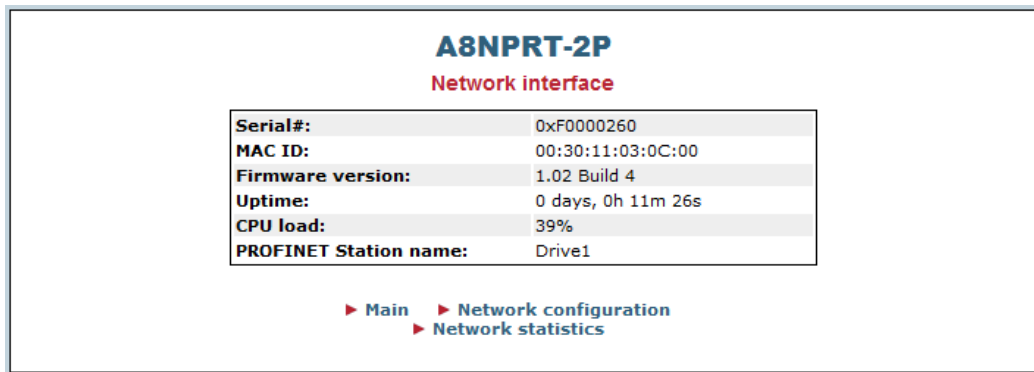 A8NPRT-2P
Network interface
Serial#: 0xF0000260
MAC ID: 00:30:11:03:0C:00
Firmware version: 1.02 Build 4
Uptime: 0 days, 0h 11m 26s
CPU load: 39%
PROFINET Station name: Drive1
Main Network configuration
Network statistics